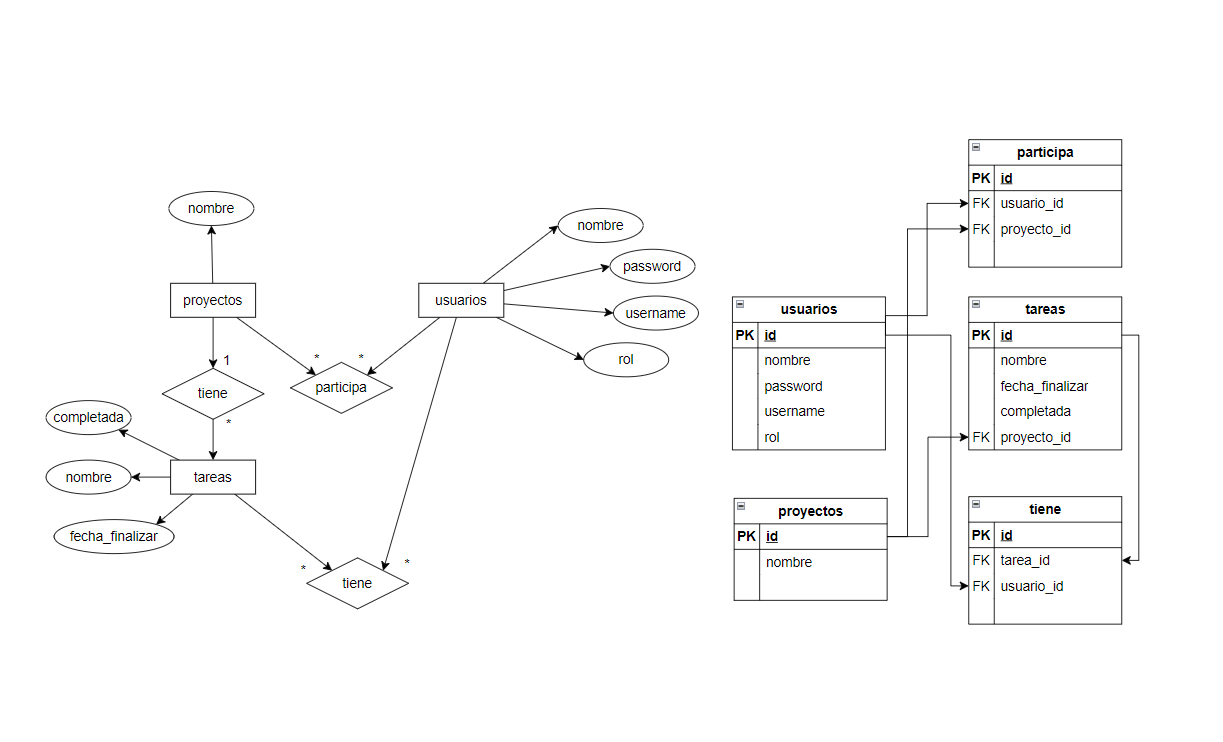 nombre
proyectos
1
tiene
*
completada
nombre
tareas
fecha_finalizar
*
*
participa
usuarios
nombre
password
username
rol
*
*
tiene
participa
PK id
FK usuario_id
FK proyecto_id
usuarios
PK id
nombre
password
username
rol
tareas
PK id
nombre
fecha_finalizar
completada
FK proyecto_id
proyectos
PK id
nombre
tiene
PK id
FK tarea_id
FK usuario_id